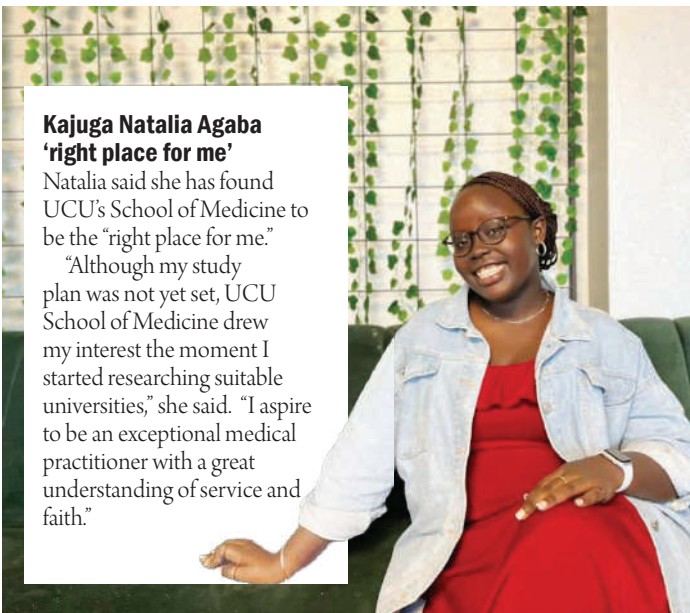 Kajuga Natalia Agaba
‘right place for me’
Natalia said she has found
UCU’s School of Medicine to
be the “right place for me.”
“Although my study
plan was not yet set, UCU
School of Medicine drew
my interest the moment I
started researching suitable
universities,” she said. “I aspire
to be an exceptional medical
practitioner with a great
understanding of service and
faith.”